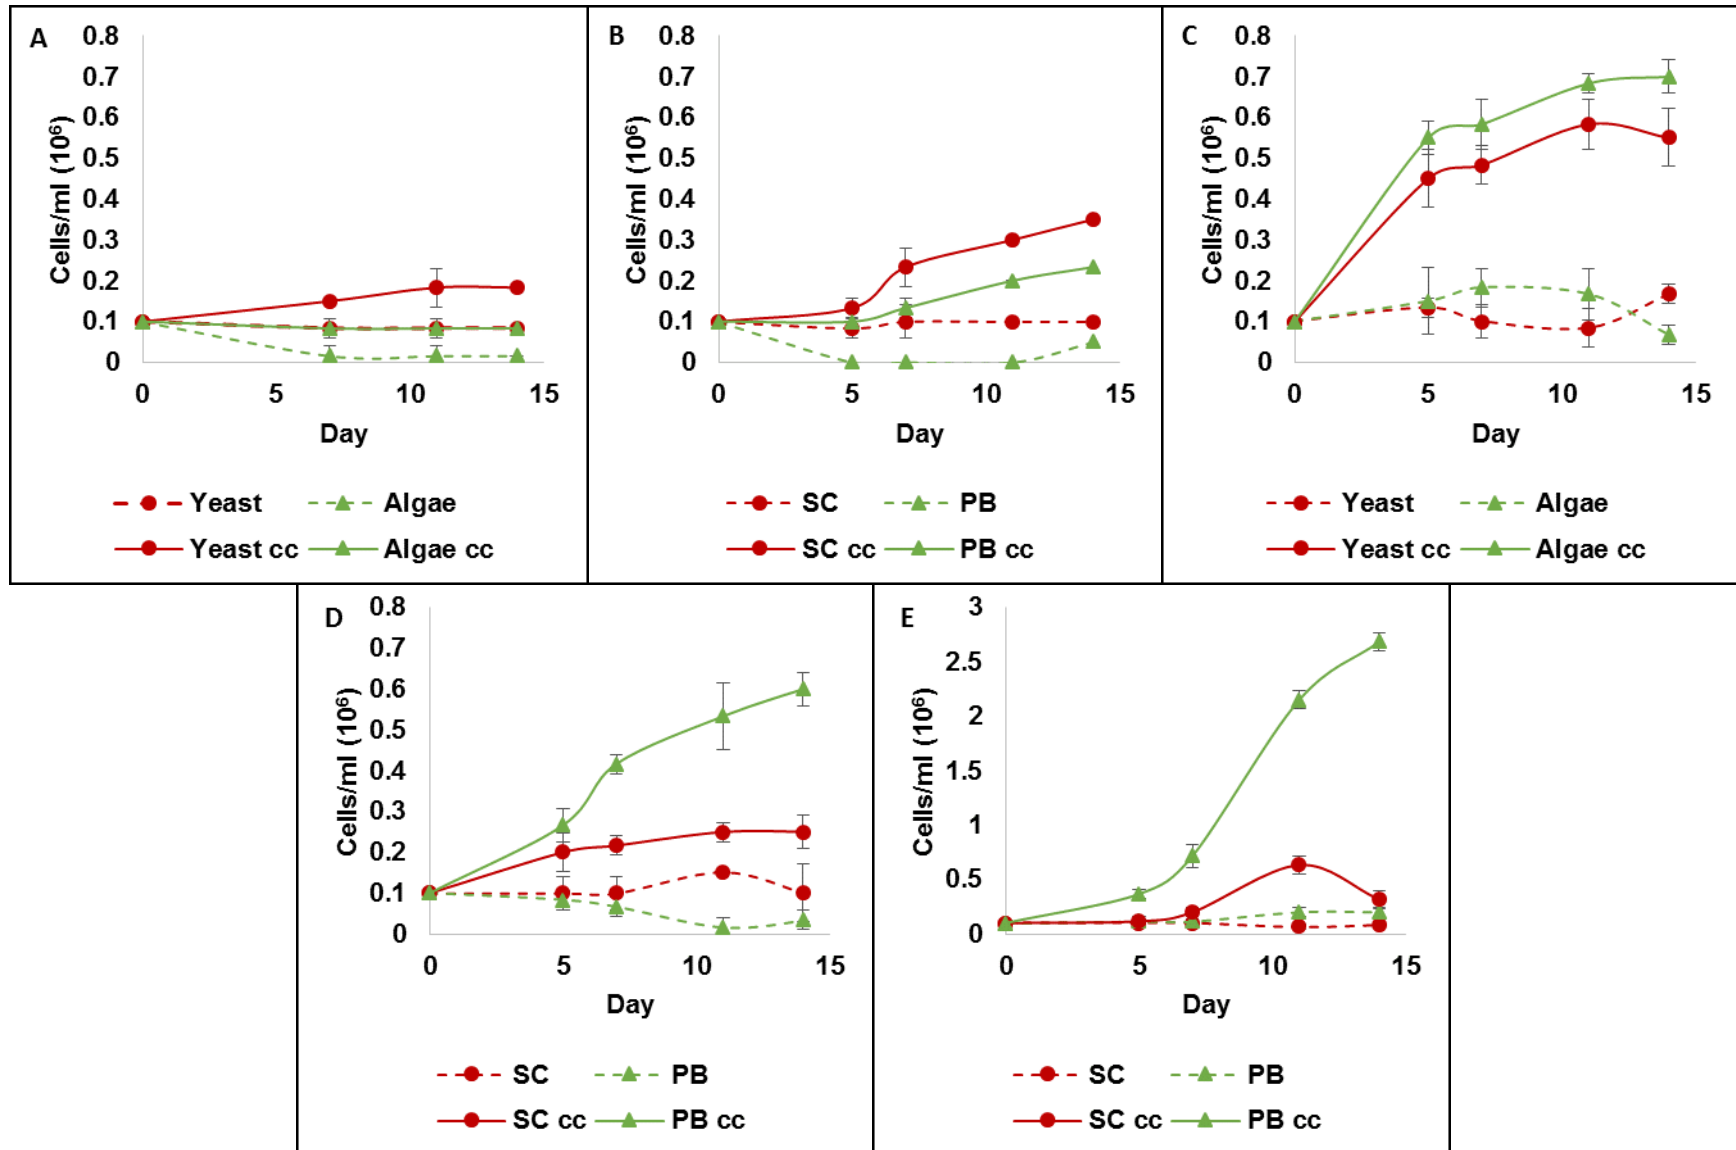 A
0.8
0.7
0.6
0.5
0.4
0.3
0.2
0.1
0
Cells/ml (10⁶)
0 5 10 15
Day
Yeast Algae
Yeast cc Algae cc
B
0.8
0.7
0.6
0.5
0.4
0.3
0.2
0.1
0
Cells/ml (10⁶)
0 5 10 15
Day
SC PB
SC cc PB cc
C
0.8
0.7
0.6
0.5
0.4
0.3
0.2
0.1
0
Cells/ml (10⁶)
0 5 10 15
Day
Yeast Algae
Yeast cc Algae cc
D
0.8
0.7
0.6
0.5
0.4
0.3
0.2
0.1
0
Cells/ml (10⁶)
0 5 10 15
Day
SC PB
SC cc PB cc
E
3
2.5
2
1.5
1
0.5
0
Cells/ml (10⁶)
0 5 10 15
Day
SC PB
SC cc PB cc